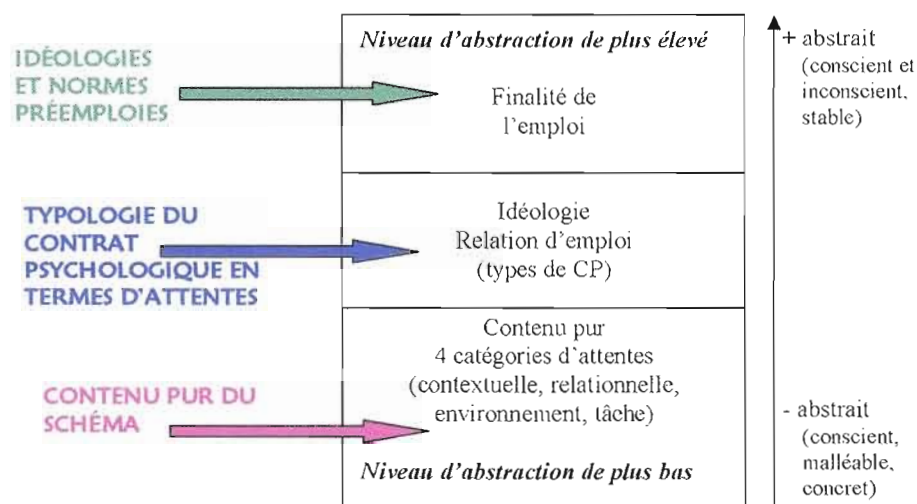 IDÉOLOGIES
ET NORMES
PRÉEMPLOIES
Niveau d'abstraction de plus élevé
Finalité de
l'emploi
+ abstrait
(conscient et
inconscient,
stable)
TYPOLOGIE DU
CONTRAT
PSYCHOLOGIQUE EN
TERMES D'ATTENTES
Idéologie
Relation d'emploi
(types de CP)
CONTENU PUR DU
SCHÉMA
Contenu pur
4 catégories d'attentes
(contextuelle, relationnelle,
environnement, tâche)
Niveau d'abstraction de plus bas
- abstrait
(conscient,
malléable,
concret)